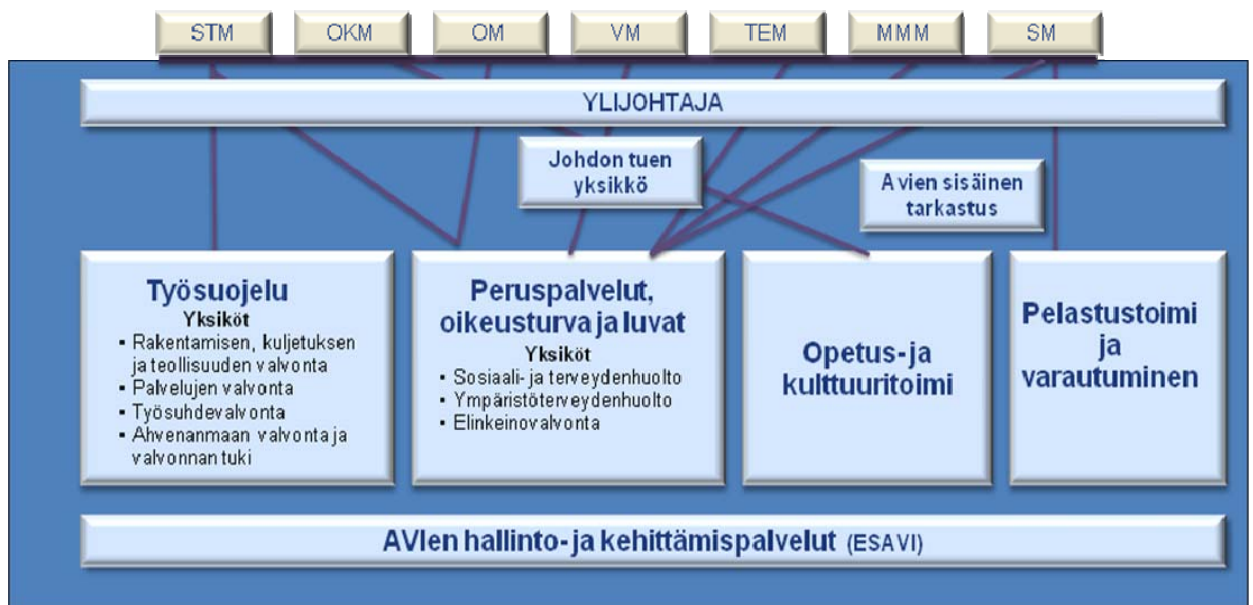 STM OKM OM VM TEM MMM SM
YLIJOHTAJA
Johdon tuen
yksikkö
Avien sisäinen
tarkastus
Työsuojelu
Yksiköt
▪ Rakentamisen, kuljetuksen
ja teollisuuden valvonta
▪ Palvelujen valvonta
▪ Työsuhdevalvonta
▪ Ahvenanmaan valvonta ja
valvonnan tuki
Peruspalvelut,
oikeusturva ja luvat
Yksiköt
▪ Sosiaali- ja terveydenhuolto
▪ Ympäristöterveydenhuolto
▪ Elinkeinovalvonta
Opetus- ja
kulttuuritoimi
Pelastustoimi
ja
varautuminen
AVIen hallinto- ja kehittämispalvelut (ESAVI)